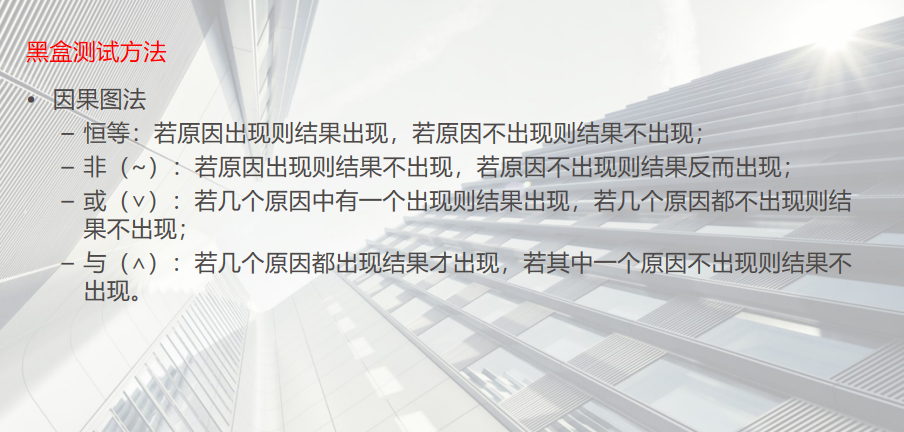 黑盒测试方法
• 因果图法
– 恒等：若原因出现则结果出现，若原因不出现则结果不出现；
– 非（~）：若原因出现则结果不出现，若原因不出现则结果反而出现；
– 或（∨）：若几个原因中有一个出现则结果出现，若几个原因都不出现则结
果不出现；
– 与（∧）：若几个原因都出现结果才出现，若其中一个原因不出现则结果不
出现。